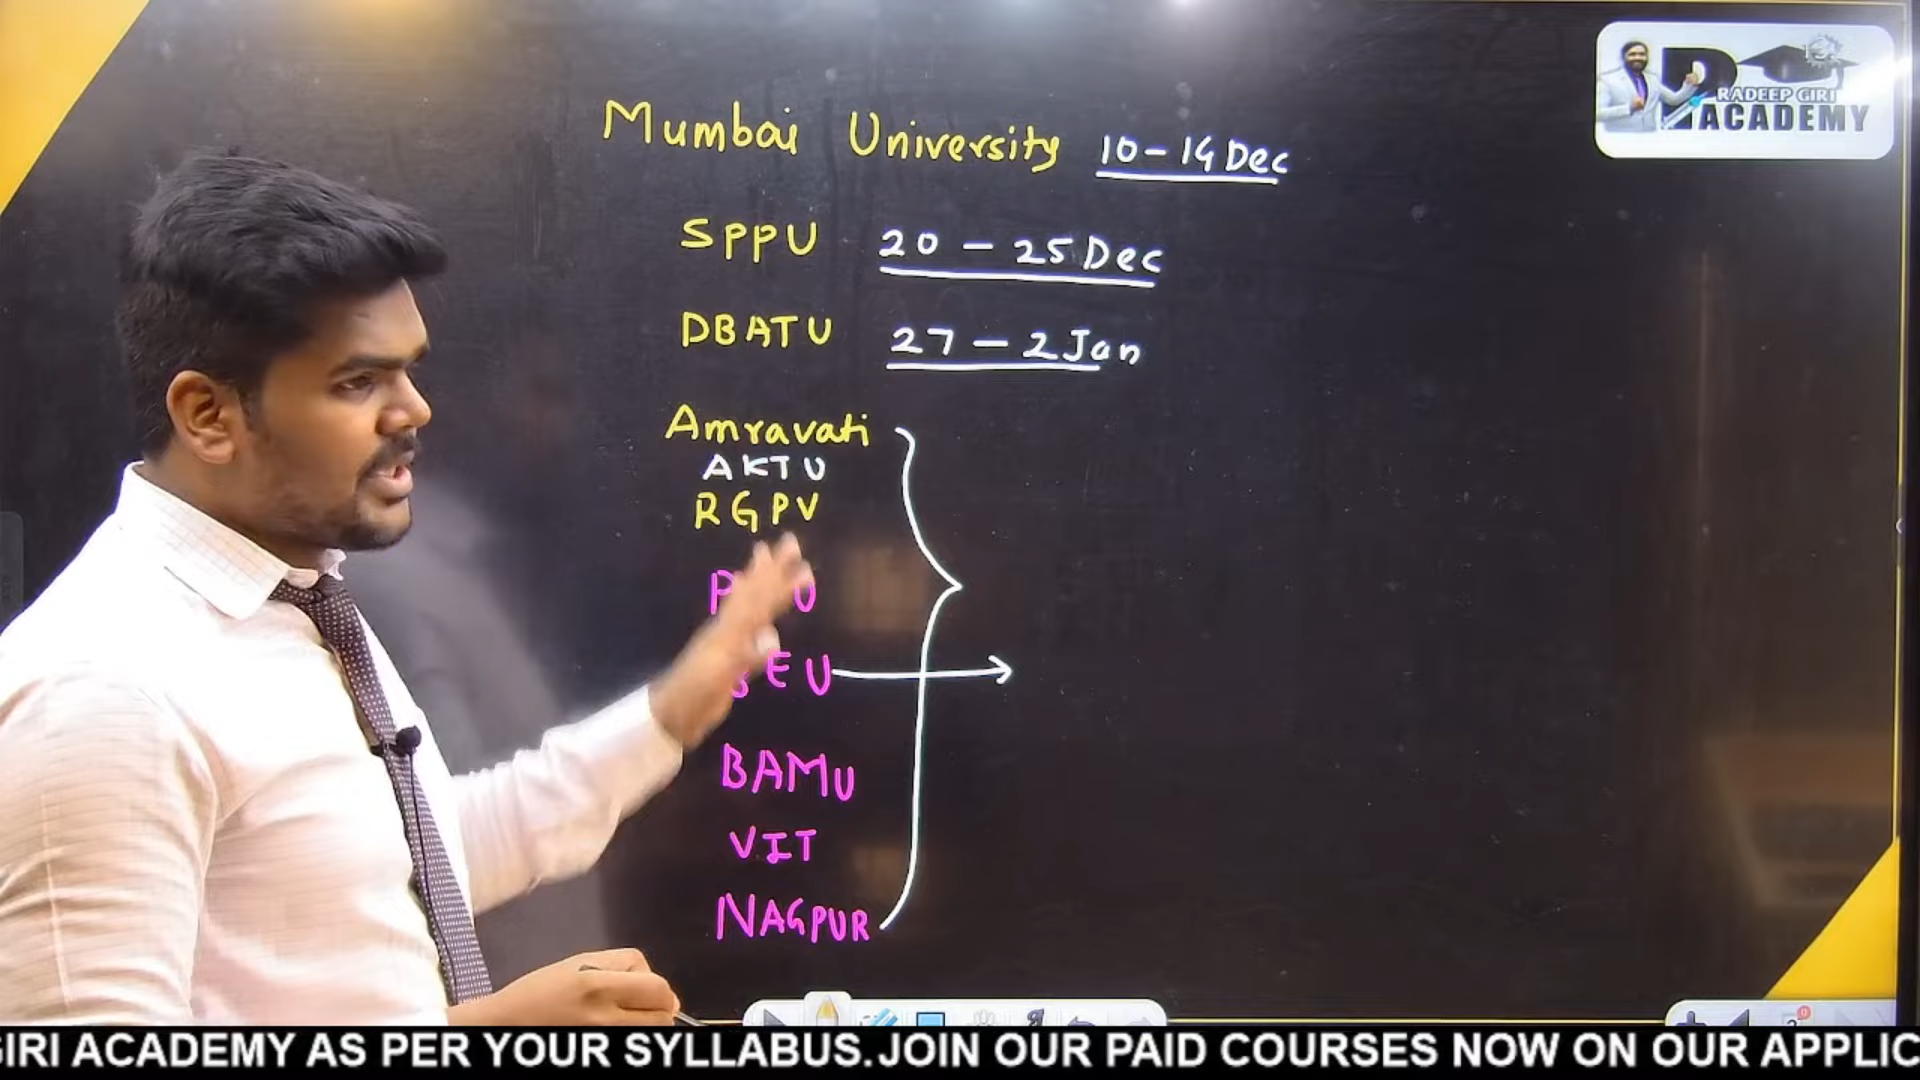 Mumbai University 10-14 Dec
SPPU 20 - 25 Dec
DBATU 27 - 2 Jan
Amravati
AKTU
RGPV
BAMU
VIT
NAGPUR
PRADEEP GIRI
ACADEMY
GIRI ACADEMY AS PER YOUR SYLLABUS.JOIN OUR PAID COURSES NOW ON OUR APPLIC